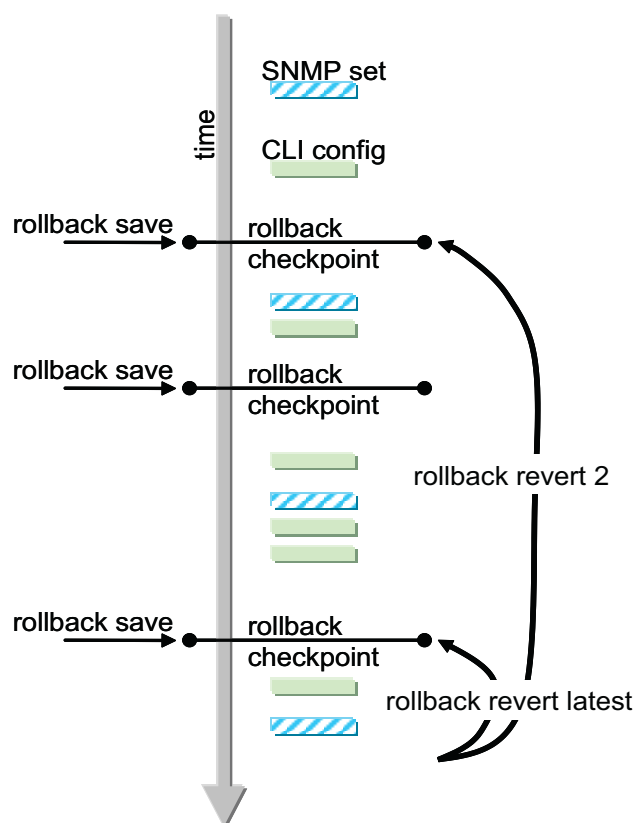 SNMP set
time
CLI config
rollback save
rollback
checkpoint
rollback save
rollback
checkpoint
rollback revert 2
rollback save
rollback
checkpoint
rollback revert latest